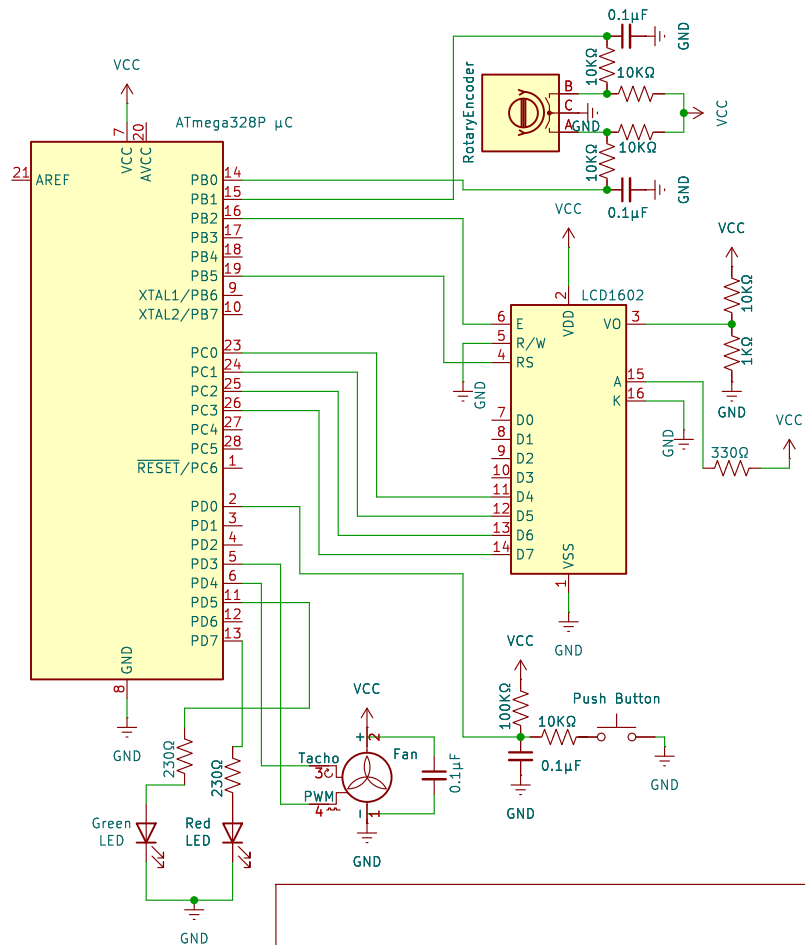 0.1µF
GND
10KΩ
10KΩ
B
C
A
GND
RotaryEncoder
VCC
10KΩ
10KΩ
0.1µF
GND
VCC
ATmega328P µC
7
20
VCC
AVCC
21
AREF
PB0
14
PB1
15
PB2
16
PB3
17
PB4
18
PB5
19
XTAL1/PB6
9
XTAL2/PB7
10
PC0
23
PC1
24
PC2
25
PC3
26
PC4
27
PC5
28
RESET/PC6
1
PD0
2
PD1
3
PD2
4
PD3
5
PD4
6
PD5
11
PD6
12
PD7
13
GND
8
GND
VCC
LCD1602
2
VDD
6
E
5
R/W
4
RS
GND
7
D0
8
D1
9
D2
10
D3
11
D4
12
D5
13
D6
14
D7
VO
3
A
15
K
16
VSS
1
GND
VCC
10KΩ
1KΩ
GND
GND
330Ω
VCC
VCC
100KΩ
10KΩ
Push Button
0.1µF
GND
GND
VCC
+
2
Fan
Tacho
3
PWM
4
1
0.1µF
GND
230Ω
230Ω
Green
LED
Red
LED
GND